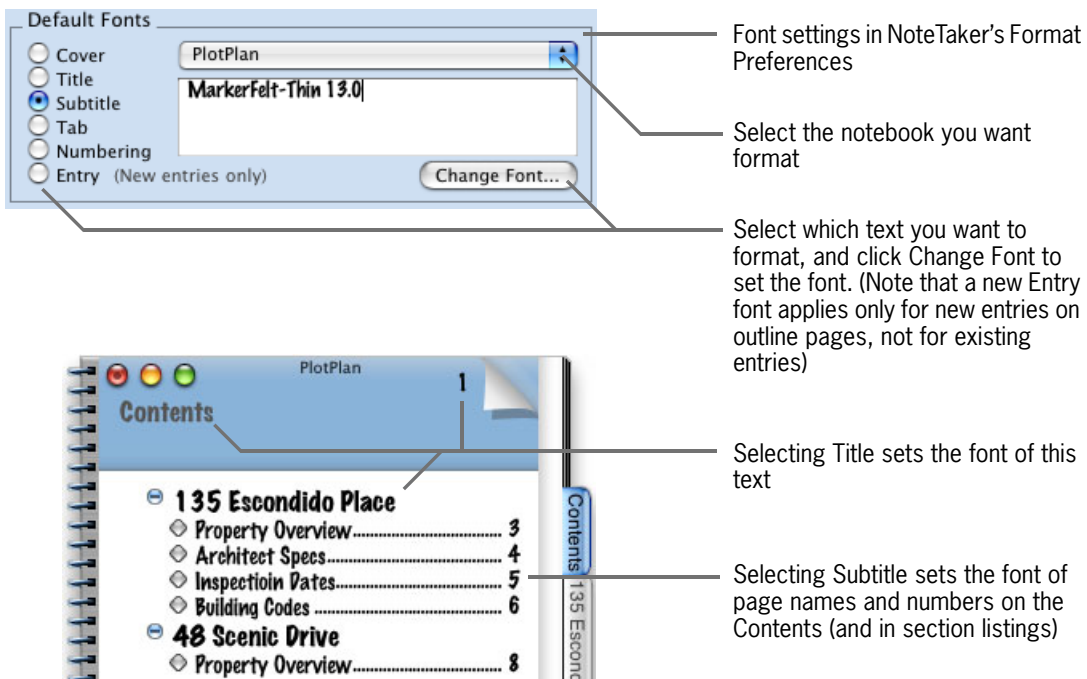 Default Fonts
Cover
PlotPlan
Title
Subtitle
MarkerFelt-Thin 13.0
Tab
Numbering
Entry (New entries only)
Change Font...
Font settings in NoteTaker's Format
Preferences
Select the notebook you want
format
Select which text you want to
format, and click Change Font to
set the font. (Note that a new Entry
font applies only for new entries on
outline pages, not for existing
entries)
PlotPlan
1
Contents
135 Escondido Place
Property Overview................................... 3
Architect Specs................................... 4
Inspectioin Dates................................... 5
Building Codes ................................... 6
48 Scenic Drive
Property Overview................................... 8
Contents
135 Escond
Selecting Title sets the font of this
text
Selecting Subtitle sets the font of
page names and numbers on the
Contents (and in section listings)